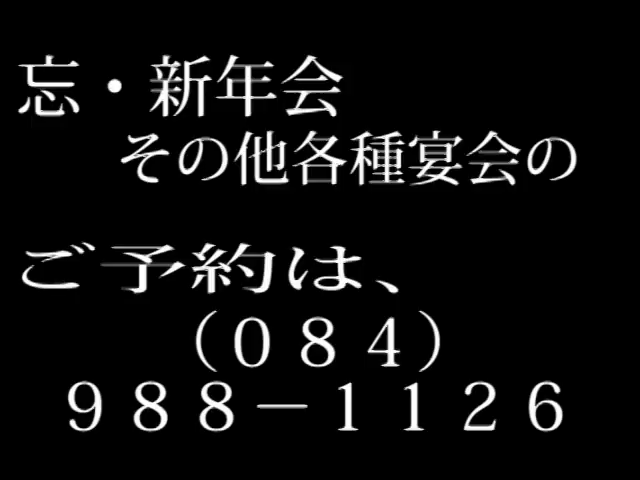 忘・新年会
その他各種宴会の
ご予約は、
（０８４）
９８８－１１２６